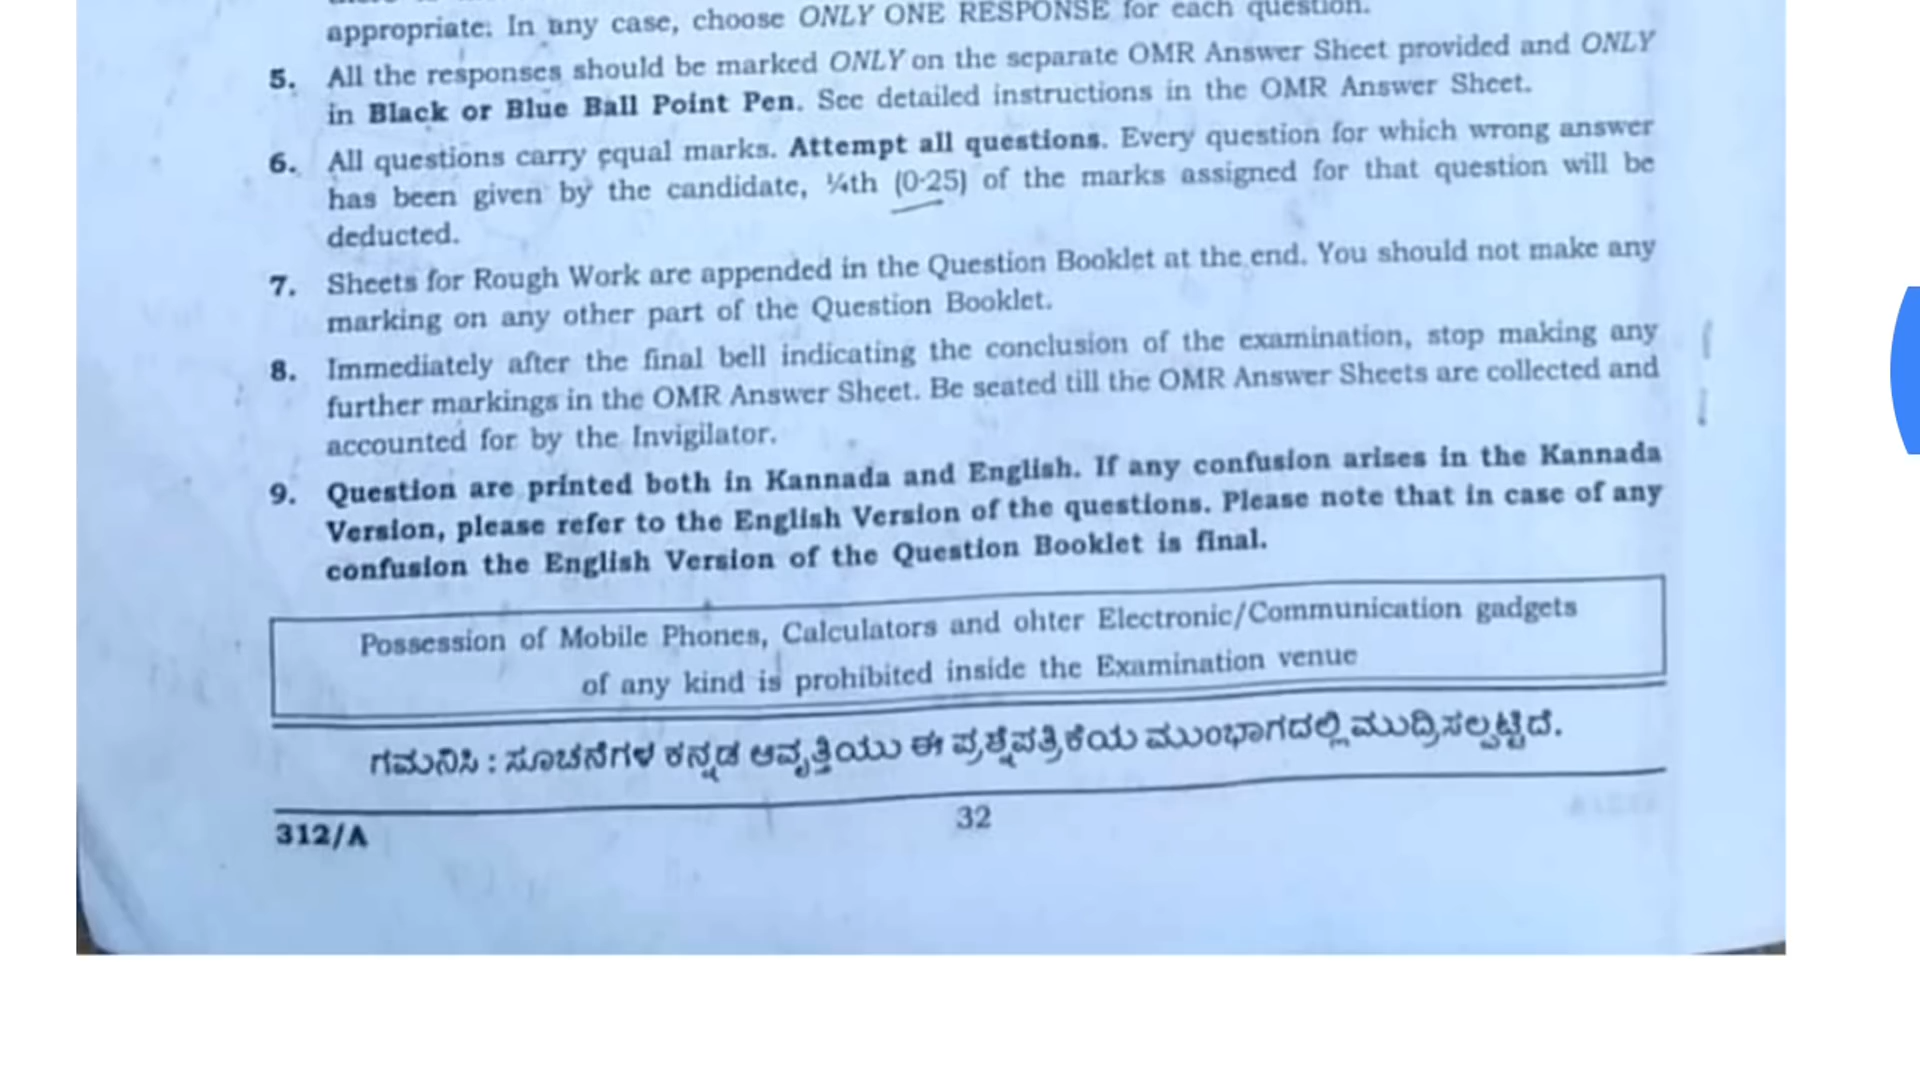 appropriate. In any case, choose ONLY ONE RESPONSE for each question.
5. All the responses should be marked ONLY on the separate OMR Answer Sheet provided and ONLY
in Black or Blue Ball Point Pen. See detailed instructions in the OMR Answer Sheet.
6. All questions carry equal marks. Attempt all questions. Every question for which wrong answer
has been given by the candidate, ¼th (0·25) of the marks assigned for that question will be
deducted.
7. Sheets for Rough Work are appended in the Question Booklet at the end. You should not make any
marking on any other part of the Question Booklet.
8. Immediately after the final bell indicating the conclusion of the examination, stop making any
further markings in the OMR Answer Sheet. Be seated till the OMR Answer Sheets are collected and
accounted for by the Invigilator.
9. Question are printed both in Kannada and English. If any confusion arises in the Kannada
Version, please refer to the English Version of the questions. Please note that in case of any
confusion the English Version of the Question Booklet is final.
Possession of Mobile Phones, Calculators and ohter Electronic/Communication gadgets
of any kind is prohibited inside the Examination venue
ಗಮನಿಸಿ : ಸೂಚನೆಗಳ ಕನ್ನಡ ಆವೃತ್ತಿಯು ಈ ಪ್ರಶ್ನೆಪತ್ರಿಕೆಯ ಮುಂಭಾಗದಲ್ಲಿ ಮುದ್ರಿಸಲ್ಪಟ್ಟಿದೆ.
32
312/A